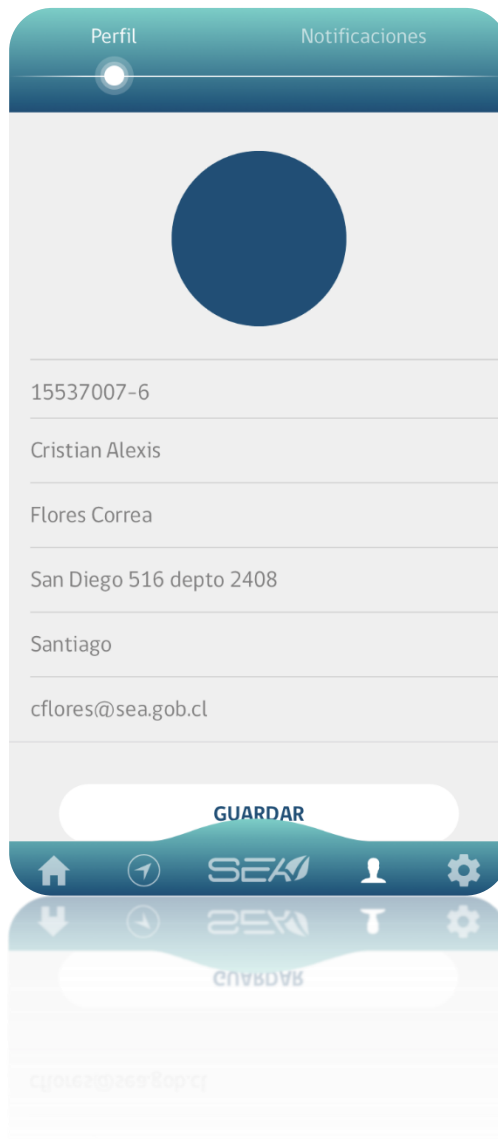 Perfil Notificaciones
15537007-6
Cristian Alexis
Flores Correa
San Diego 516 depto 2408
Santiago
cflores@sea.gob.cl
GUARDAR
SEA